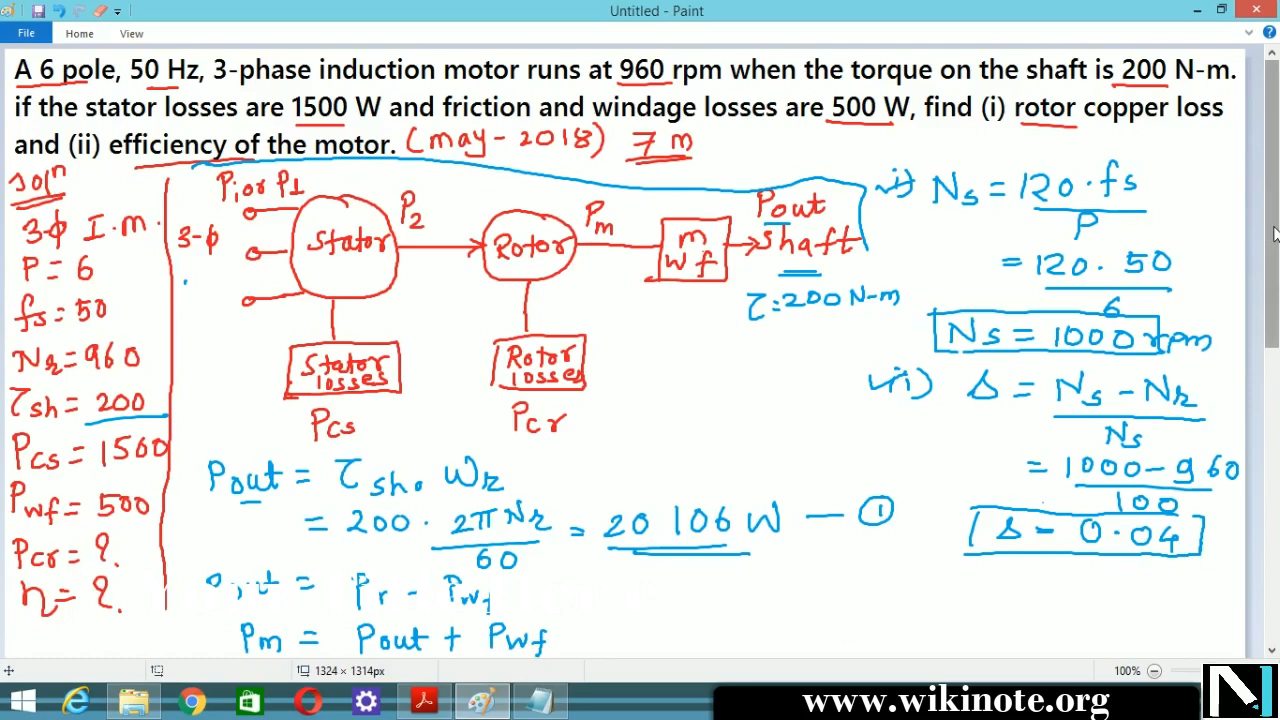 Untitled - Paint
File Home View
A 6 pole, 50 Hz, 3-phase induction motor runs at 960 rpm when the torque on the shaft is 200 N-m.
if the stator losses are 1500 W and friction and windage losses are 500 W, find (i) rotor copper loss
and (ii) efficiency of the motor. (may-2018) 7 m
Solⁿ
3-ϕ I.m.
P = 6
fs = 50
Nr = 960
τsh = 200
Pcs = 1500
Pwf = 500
Pcr = ?
η = ?
Pi or P1
3-ϕ
Stator
P2
Rotor
Pm
m
wf
Pout
shaft
τ = 200 N-m
Stator
losses
Pcs
Rotor
losses
Pcr
Pout = τsh. ωr
= 200 . 2πNr / 60 = 20 106 W — ①
Pr - Pwf
Pm = Pout + Pwf
i) Ns = 120.fs / P
= 120. 50 / 6
Ns = 1000 rpm
ii) s = Ns - Nr / Ns
= 1000 - 960 / 100
s = 0.04
1324 × 1314px
100%
www.wikinote.org
N